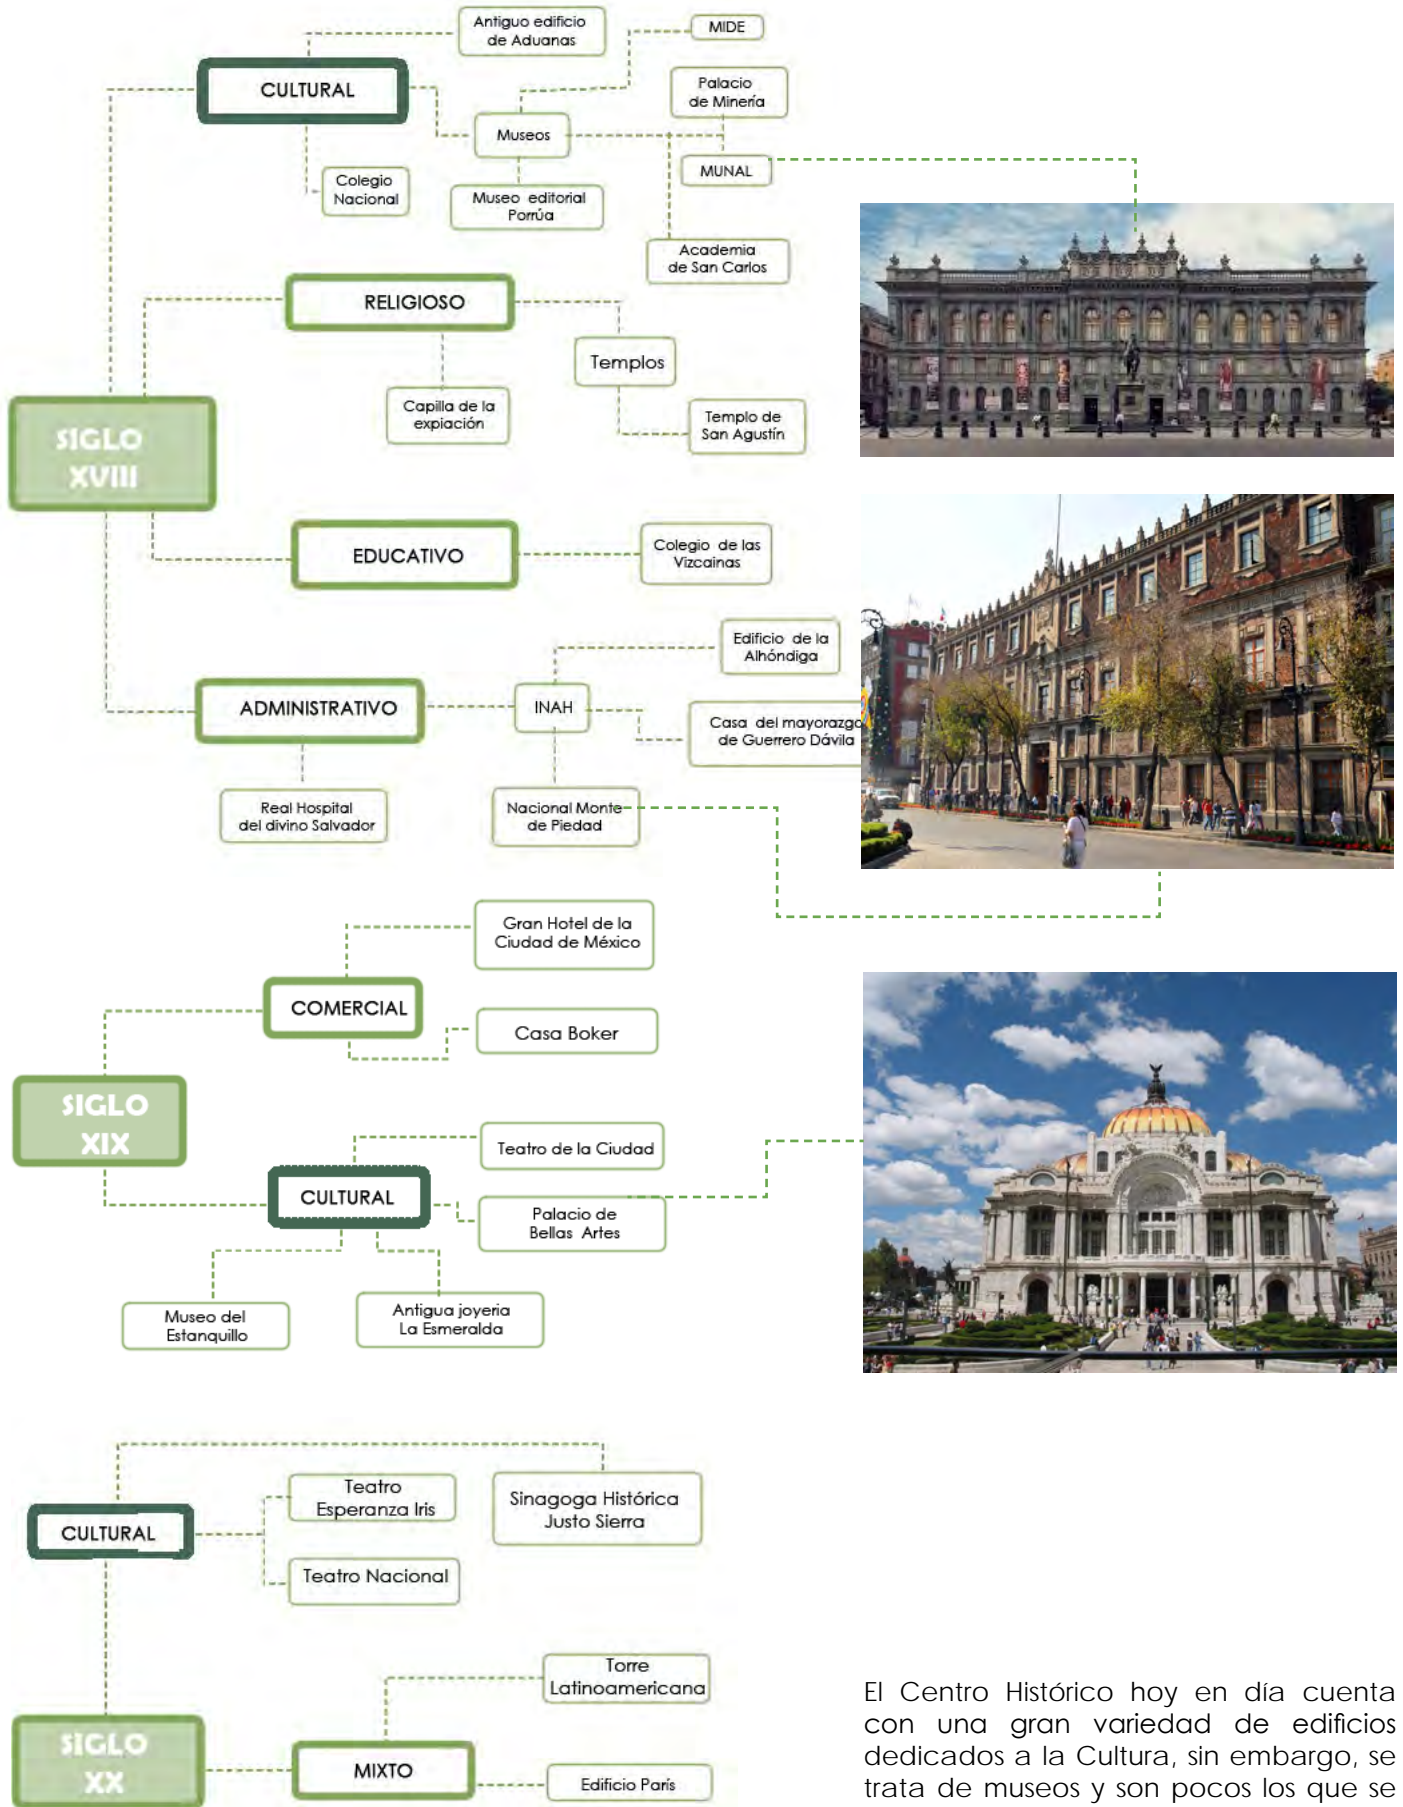 Antiguo edificio
de Aduanas
MIDE
CULTURAL
Palacio
de Minería
Museos
MUNAL
Colegio
Nacional
Museo editorial
Porrúa
Academia
de San Carlos
RELIGIOSO
Templos
Capilla de la
expiación
Templo de
San Agustín
SIGLO
XVIII
EDUCATIVO
Colegio de las
Vizcainas
Edificio de la
Alhóndiga
ADMINISTRATIVO
INAH
Casa del mayorazgo
de Guerrero Dávila
Real Hospital
del divino Salvador
Nacional Monte
de Piedad
Gran Hotel de la
Ciudad de México
COMERCIAL
Casa Boker
SIGLO
XIX
Teatro de la Ciudad
CULTURAL
Palacio de
Bellas Artes
Museo del
Estanquillo
Antigua joyeria
La Esmeralda
CULTURAL
Teatro
Esperanza Iris
Sinagoga Histórica
Justo Sierra
Teatro Nacional
Torre
Latinoamericana
SIGLO
XX
MIXTO
Edificio París
El Centro Histórico hoy en día cuenta
con una gran variedad de edificios
dedicados a la Cultura, sin embargo, se
trata de museos y son pocos los que se